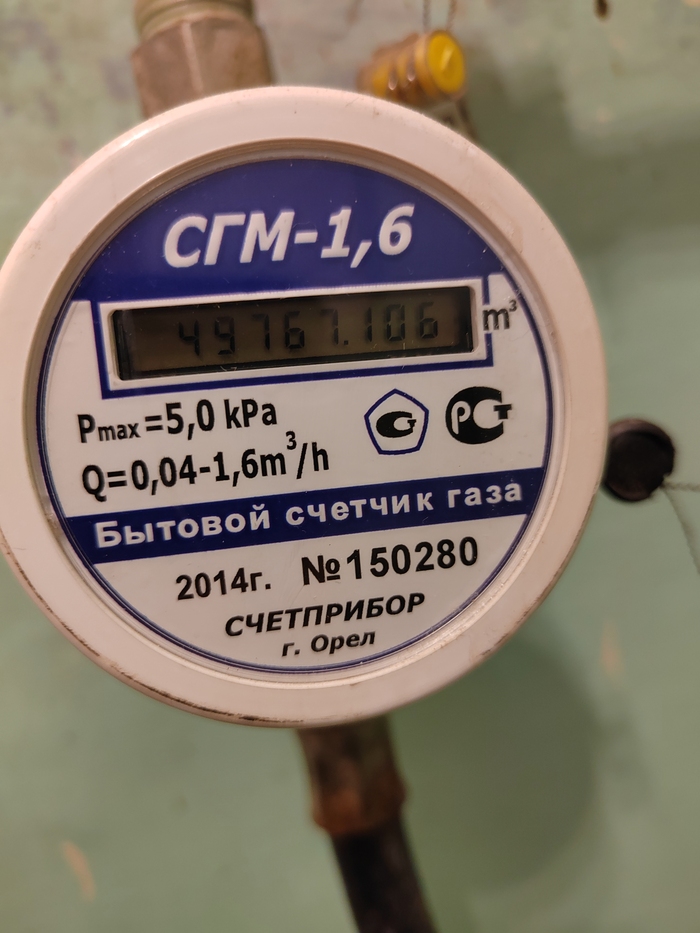 СГМ-1,6
49767.106 m³
Pmax=5,0 kPa
Q=0,04-1,6m³/h
РСТ
Бытовой счетчик газа
2014г. №150280
СЧЕТПРИБОР
г. Орел